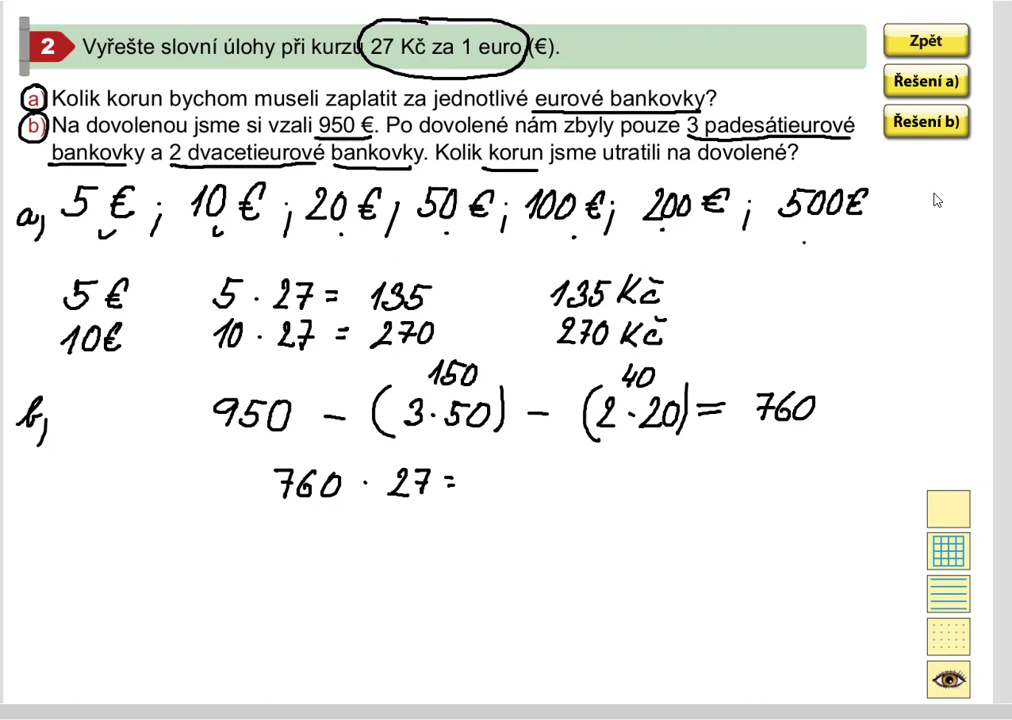 2 Vyřešte slovní úlohy při kurzu 27 Kč za 1 euro (€).
Zpět
Řešení a)
Řešení b)
a) Kolik korun bychom museli zaplatit za jednotlivé eurové bankovky?
b) Na dovolenou jsme si vzali 950 €. Po dovolené nám zbyly pouze 3 padesátieurové
bankovky a 2 dvacetieurové bankovky. Kolik korun jsme utratili na dovolené?
a) 5 € ; 10 € ; 20 € ; 50 € ; 100 € ; 200 € ; 500 €
5 € 5 · 27 = 135 135 Kč
10 € 10 · 27 = 270 270 Kč
150 40
b) 950 - (3 · 50) - (2 · 20) = 760
760 · 27 =